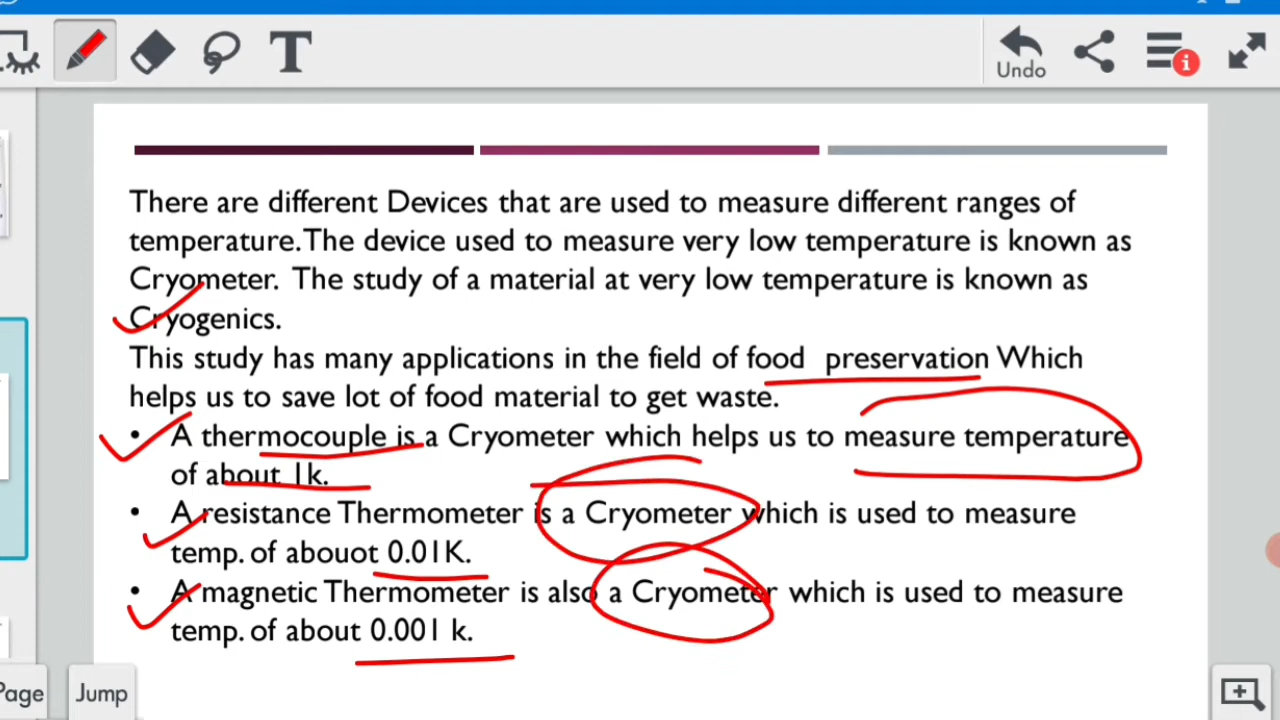 T
Undo
There are different Devices that are used to measure different ranges of
temperature. The device used to measure very low temperature is known as
Cryometer. The study of a material at very low temperature is known as
Cryogenics.
This study has many applications in the field of food preservation Which
helps us to save lot of food material to get waste.
• A thermocouple is a Cryometer which helps us to measure temperature
of about 1k.
• A resistance Thermometer is a Cryometer which is used to measure
temp. of abouot 0.01K.
• A magnetic Thermometer is also a Cryometer which is used to measure
temp. of about 0.001 k.
Page Jump